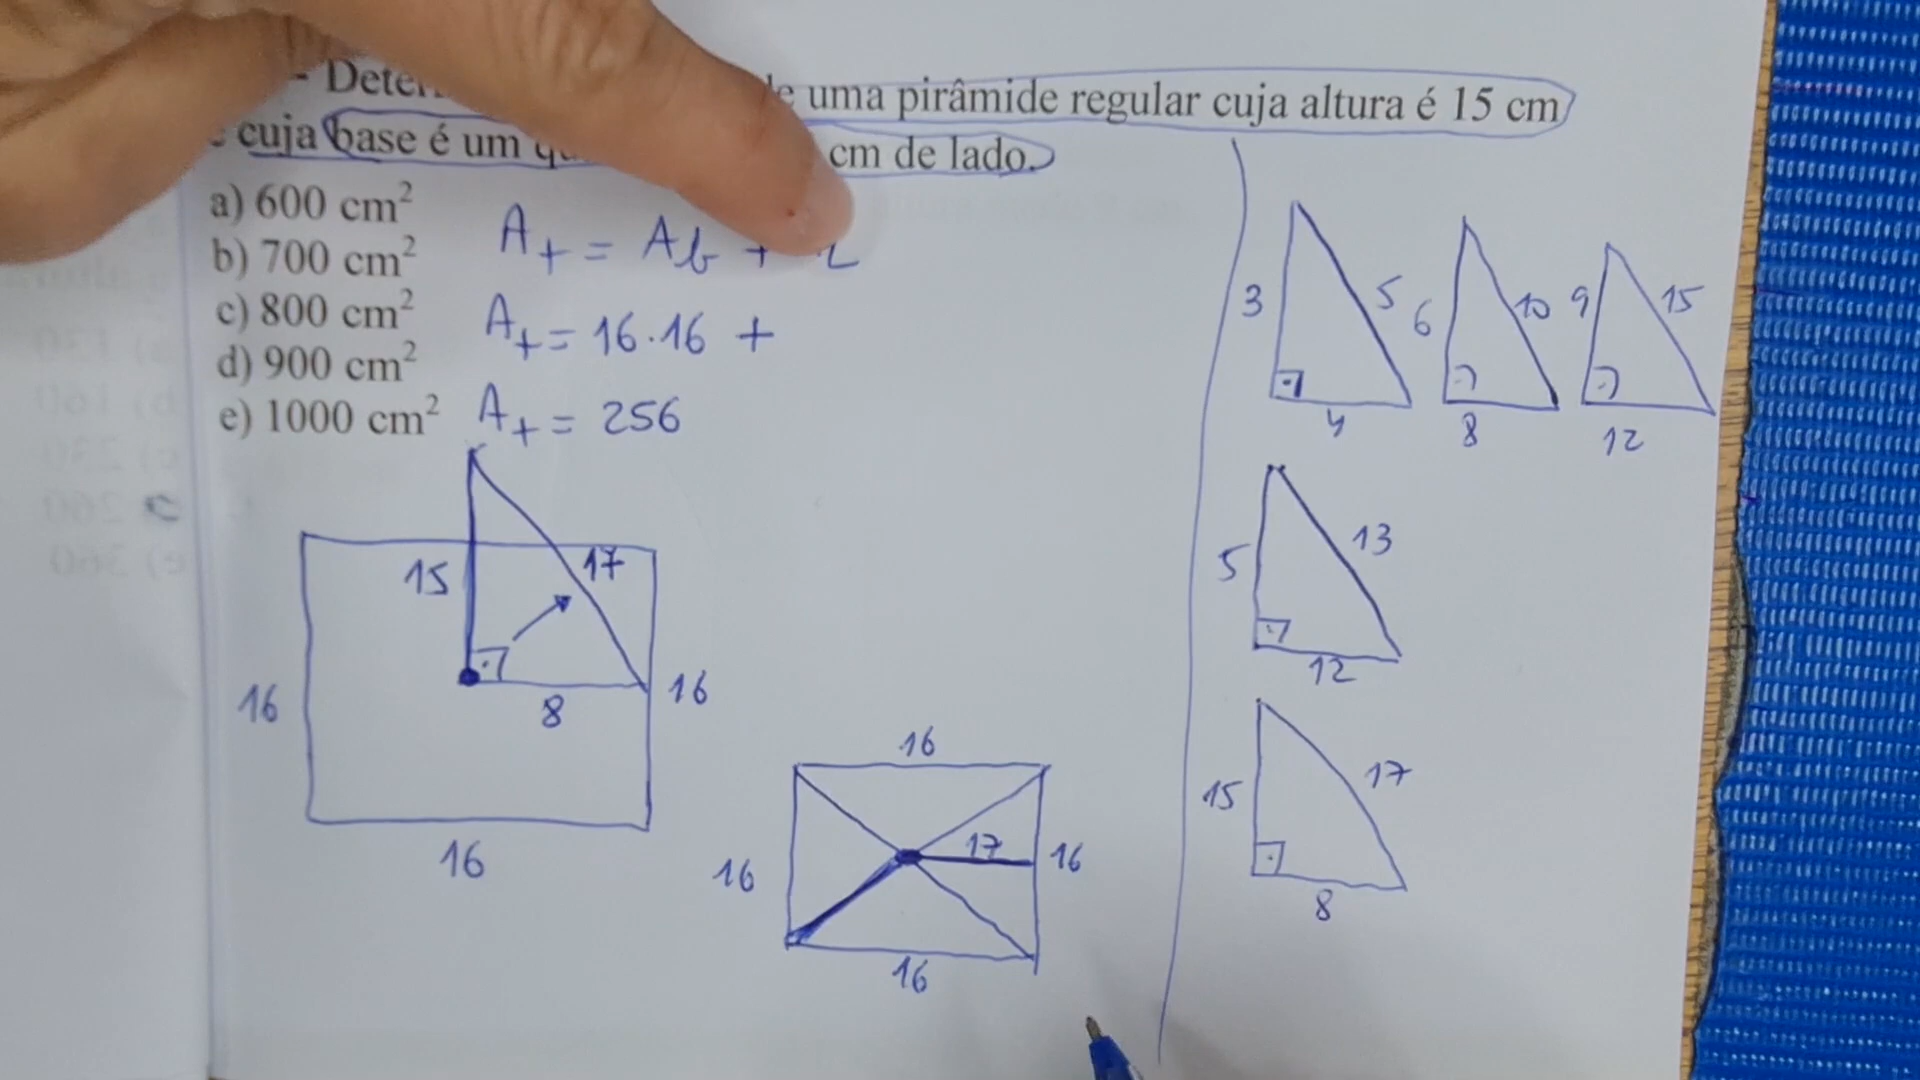 uma pirâmide regular cuja altura é 15 cm
cuja base é um
cm de lado.
a) 600 cm²
b) 700 cm²
c) 800 cm²
d) 900 cm²
e) 1000 cm²
A+ = Ab +
A+ = 16.16 +
A+ = 256
15
17
16
8
16
16
16
16
17
16
16
3
5
4
6
10
8
9
15
12
5
13
12
15
17
8